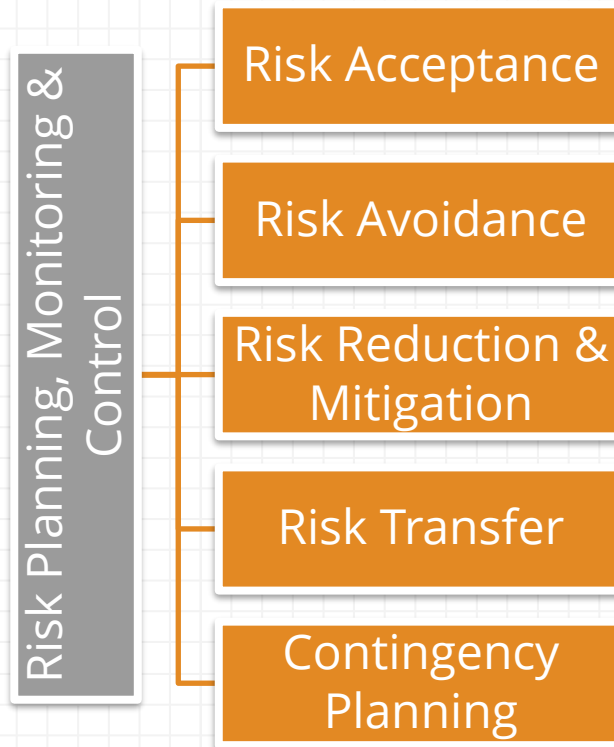 Risk Planning, Monitoring &
Control
Risk Acceptance
Risk Avoidance
Risk Reduction &
Mitigation
Risk Transfer
Contingency
Planning